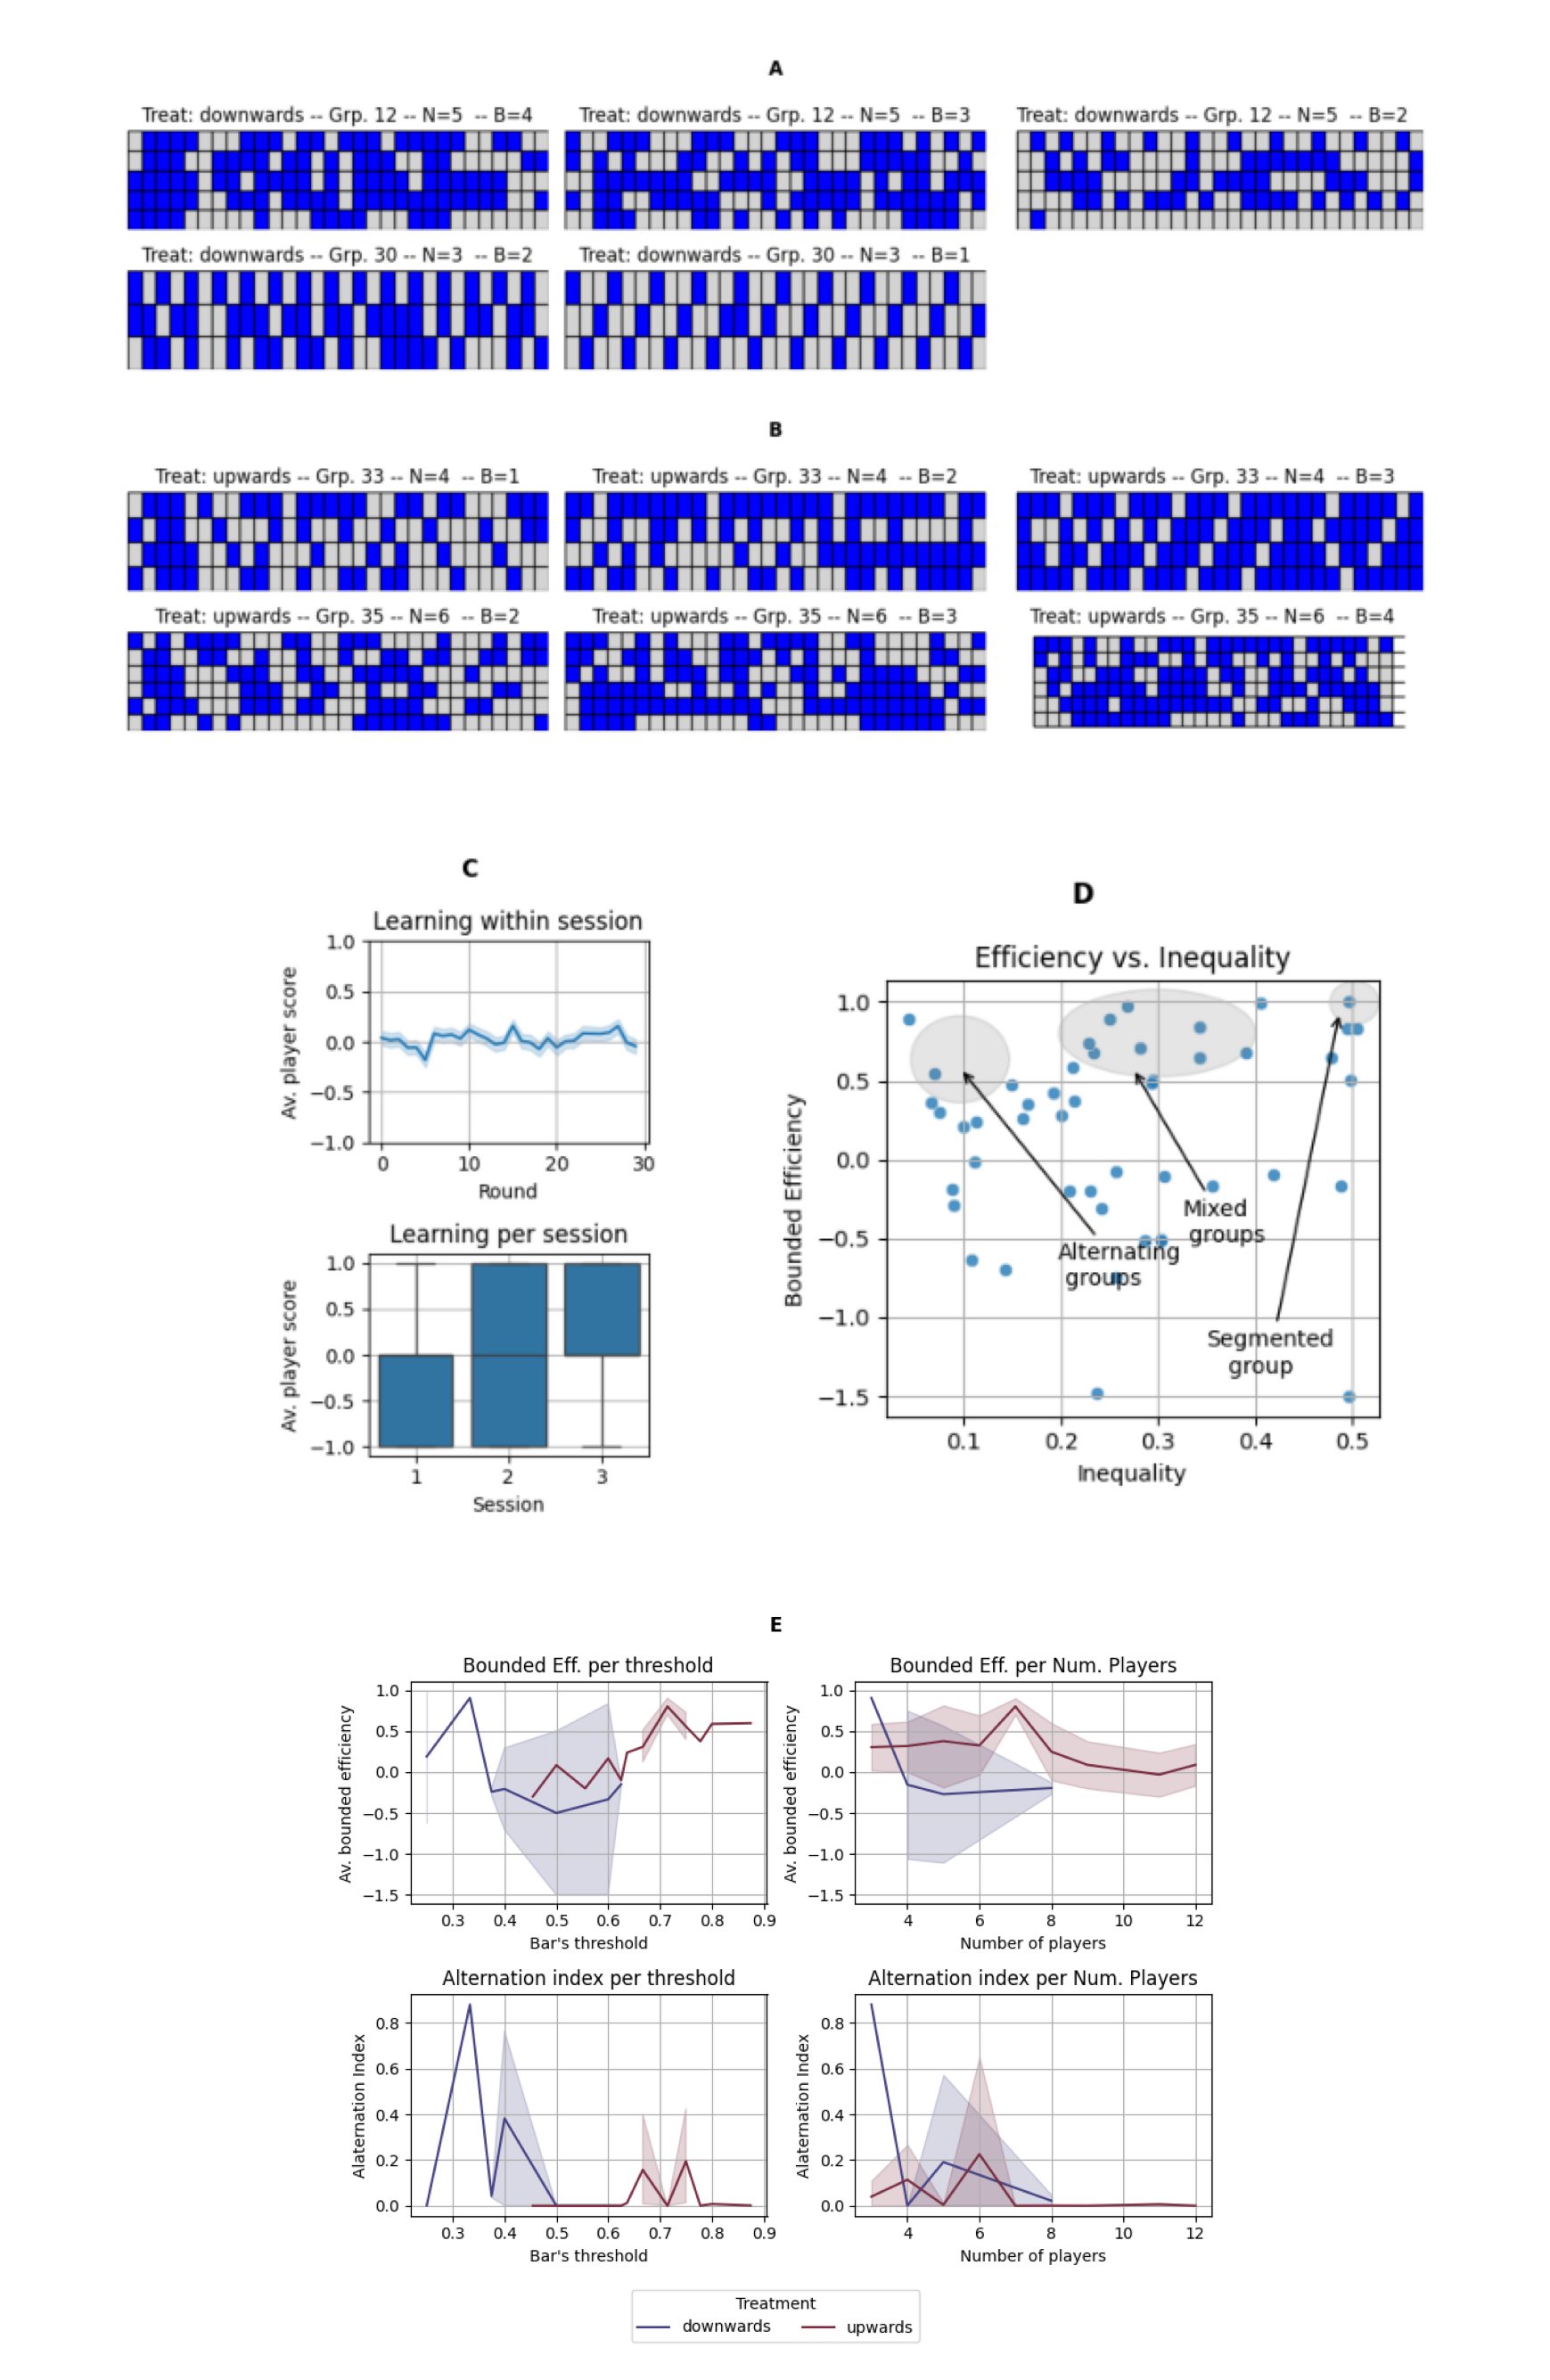 A
Treat: downwards -- Grp. 12 -- N=5 -- B=4
Treat: downwards -- Grp. 12 -- N=5 -- B=3
Treat: downwards -- Grp. 12 -- N=5 -- B=2
Treat: downwards -- Grp. 30 -- N=3 -- B=2
Treat: downwards -- Grp. 30 -- N=3 -- B=1
B
Treat: upwards -- Grp. 33 -- N=4 -- B=1
Treat: upwards -- Grp. 33 -- N=4 -- B=2
Treat: upwards -- Grp. 33 -- N=4 -- B=3
Treat: upwards -- Grp. 35 -- N=6 -- B=2
Treat: upwards -- Grp. 35 -- N=6 -- B=3
Treat: upwards -- Grp. 35 -- N=6 -- B=4
C
Learning within session
Av. player score
1.0
0.5
0.0
−0.5
−1.0
0 10 20 30
Round
Learning per session
Av. player score
1.0
0.5
0.0
−0.5
−1.0
1 2 3
Session
D
Efficiency vs. Inequality
Bounded Efficiency
1.0
0.5
0.0
−0.5
−1.0
−1.5
Mixed
groups
Alternating
groups
Segmented
group
0.1 0.2 0.3 0.4 0.5
Inequality
E
Bounded Eff. per threshold
Av. bounded efficiency
1.0
0.5
0.0
−0.5
−1.0
−1.5
0.3 0.4 0.5 0.6 0.7 0.8 0.9
Bar's threshold
Bounded Eff. per Num. Players
Av. bounded efficiency
1.0
0.5
0.0
−0.5
−1.0
−1.5
4 6 8 10 12
Number of players
Alternation index per threshold
Alaternation Index
0.8
0.6
0.4
0.2
0.0
0.3 0.4 0.5 0.6 0.7 0.8 0.9
Bar's threshold
Alternation index per Num. Players
Alaternation Index
0.8
0.6
0.4
0.2
0.0
4 6 8 10 12
Number of players
Treatment
downwards upwards